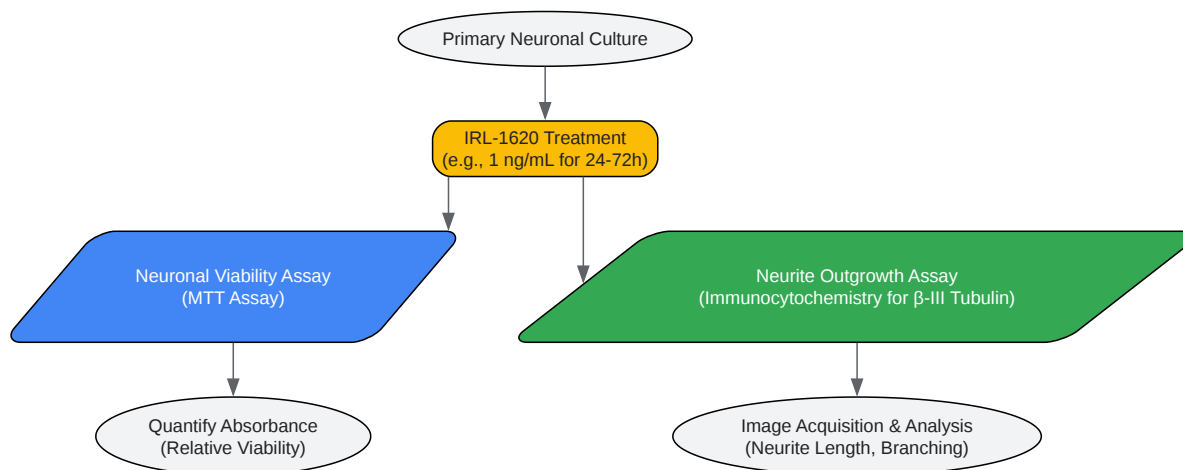 Primary Neuronal Culture
IRL-1620 Treatment
(e.g., 1 ng/mL for 24-72h)
Neuronal Viability Assay
(MTT Assay)
Neurite Outgrowth Assay
(Immunocytochemistry for β-III Tubulin)
Quantify Absorbance
(Relative Viability)
Image Acquisition & Analysis
(Neurite Length, Branching)